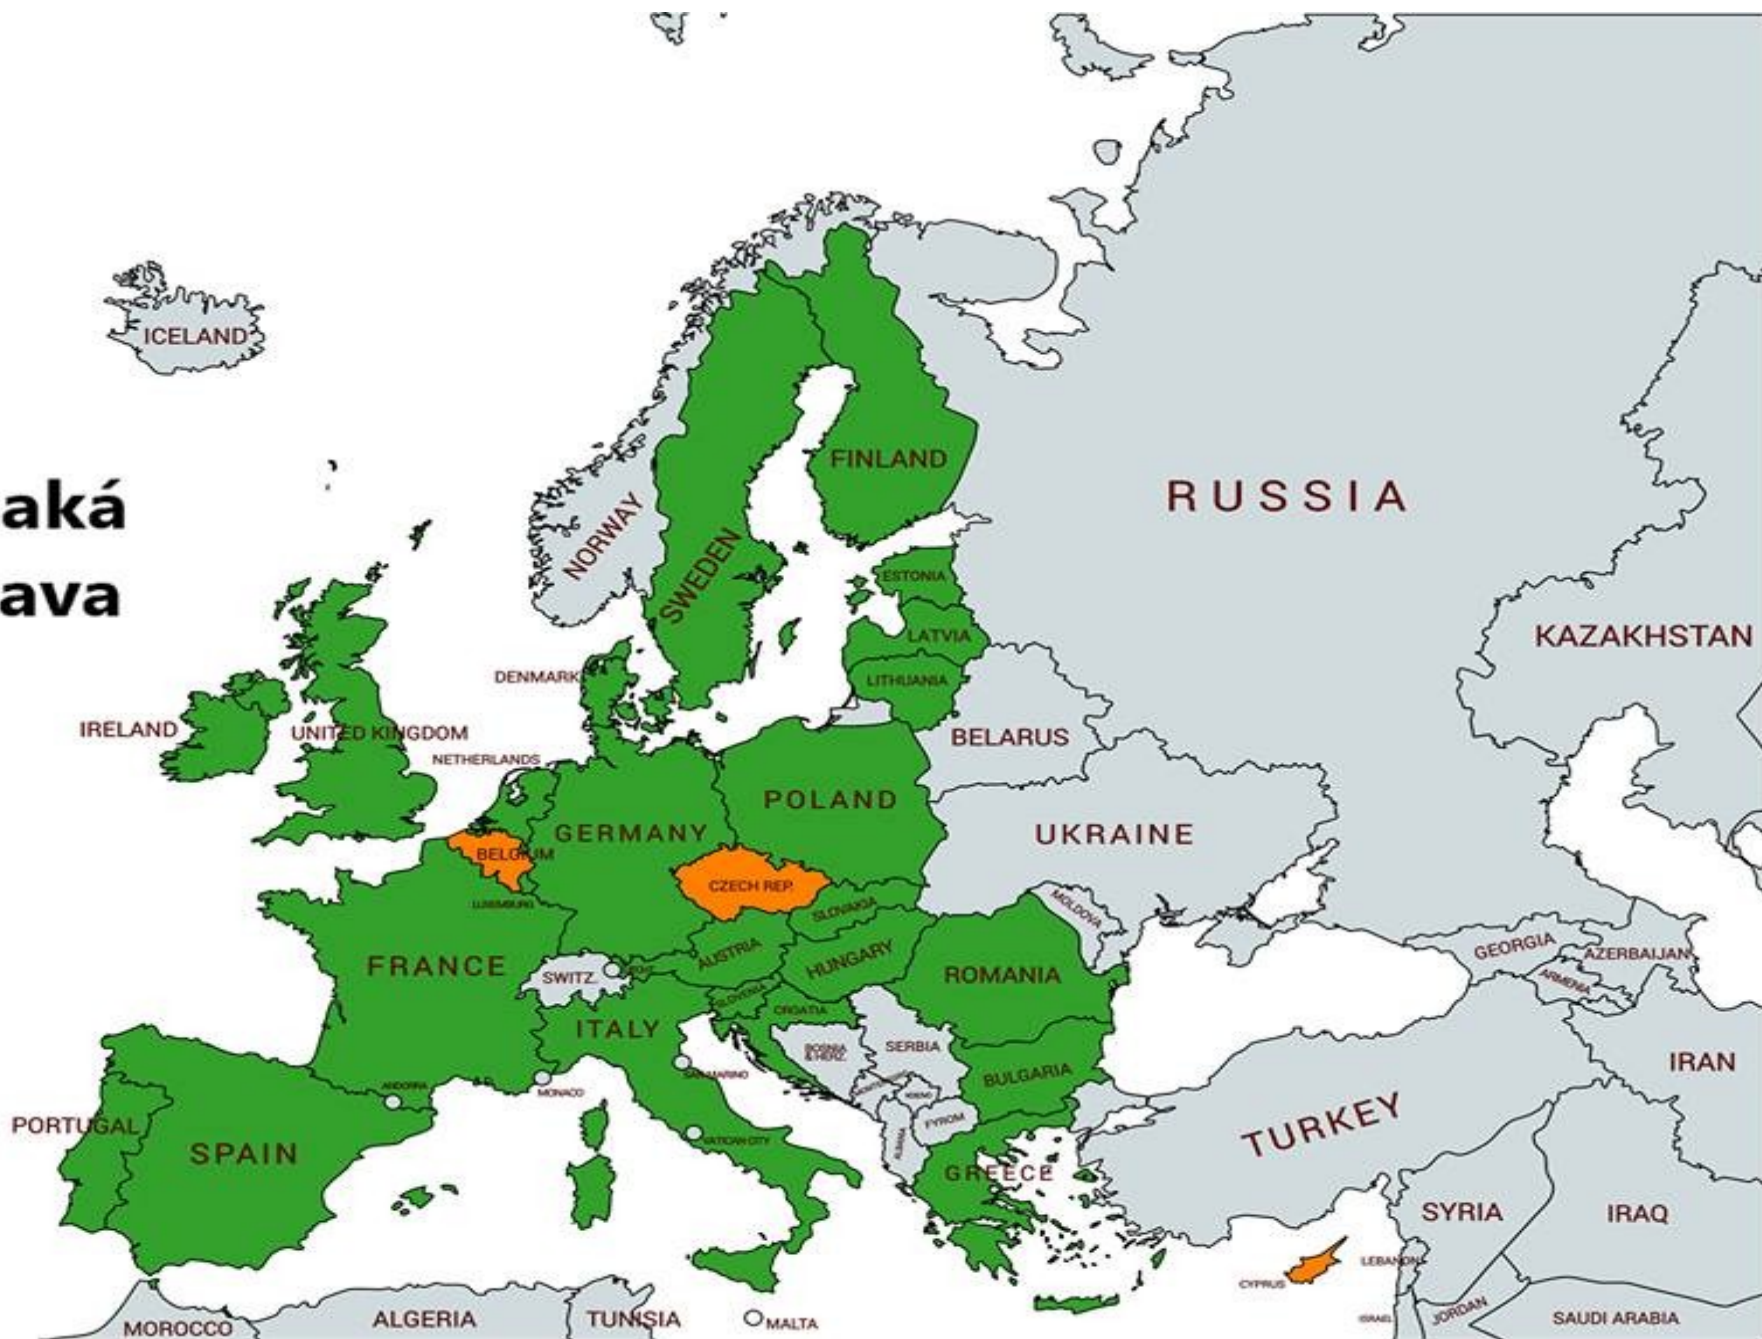 ICELAND
aká
ava
RUSSIA
FINLAND
NORWAY
SWEDEN
ESTONIA
LATVIA
LITHUANIA
KAZAKHSTAN
DENMARK
IRELAND
UNITED KINGDOM
NETHERLANDS
BELARUS
POLAND
GERMANY
UKRAINE
BELGIUM
CZECH REP.
LUXEMBURG
SLOVAKIA
MOLDOVA
FRANCE
SWITZ.
AUSTRIA
HUNGARY
ROMANIA
GEORGIA
AZERBAIJAN
ARMENIA
SLOVENIA
CROATIA
ITALY
BOSNIA
& HERZ.
SERBIA
BULGARIA
IRAN
SAN MARINO
ANDORRA
MONACO
FYROM
ALBANIA
PORTUGAL
SPAIN
VATICAN CITY
GREECE
TURKEY
SYRIA
IRAQ
CYPRUS
LEBANON
MOROCCO
ALGERIA
TUNISIA
MALTA
ISRAEL
JORDAN
SAUDI ARABIA